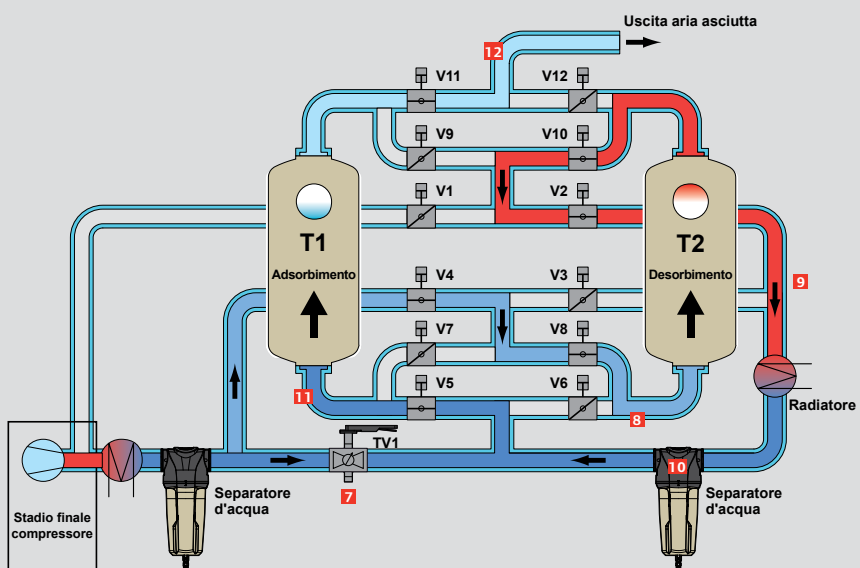 Uscita aria asciutta
12
V11
V12
V9
V10
V1
V2
T1
Adsorbimento
T2
Desorbimento
V4
V3
9
V7
V8
V5
V6
11
8
Radiatore
TV1
7
10
Stadio finale
compressore
Separatore
d'acqua
Separatore
d'acqua